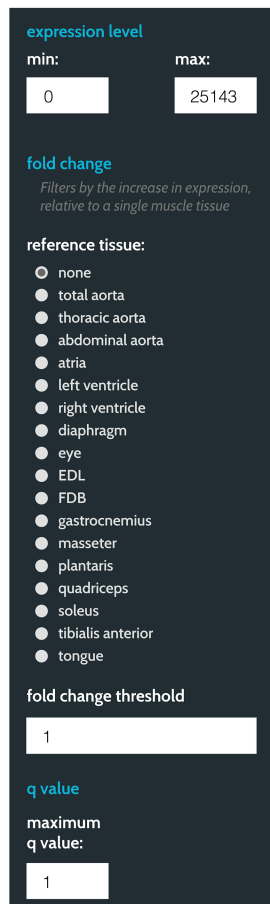 expression level
min: max:
0 25143
fold change
Filters by the increase in expression,
relative to a single muscle tissue
reference tissue:
none
total aorta
thoracic aorta
abdominal aorta
atria
left ventricle
right ventricle
diaphragm
eye
EDL
FDB
gastrocnemius
masseter
plantaris
quadriceps
soleus
tibialis anterior
tongue
fold change threshold
1
q value
maximum
q value:
1